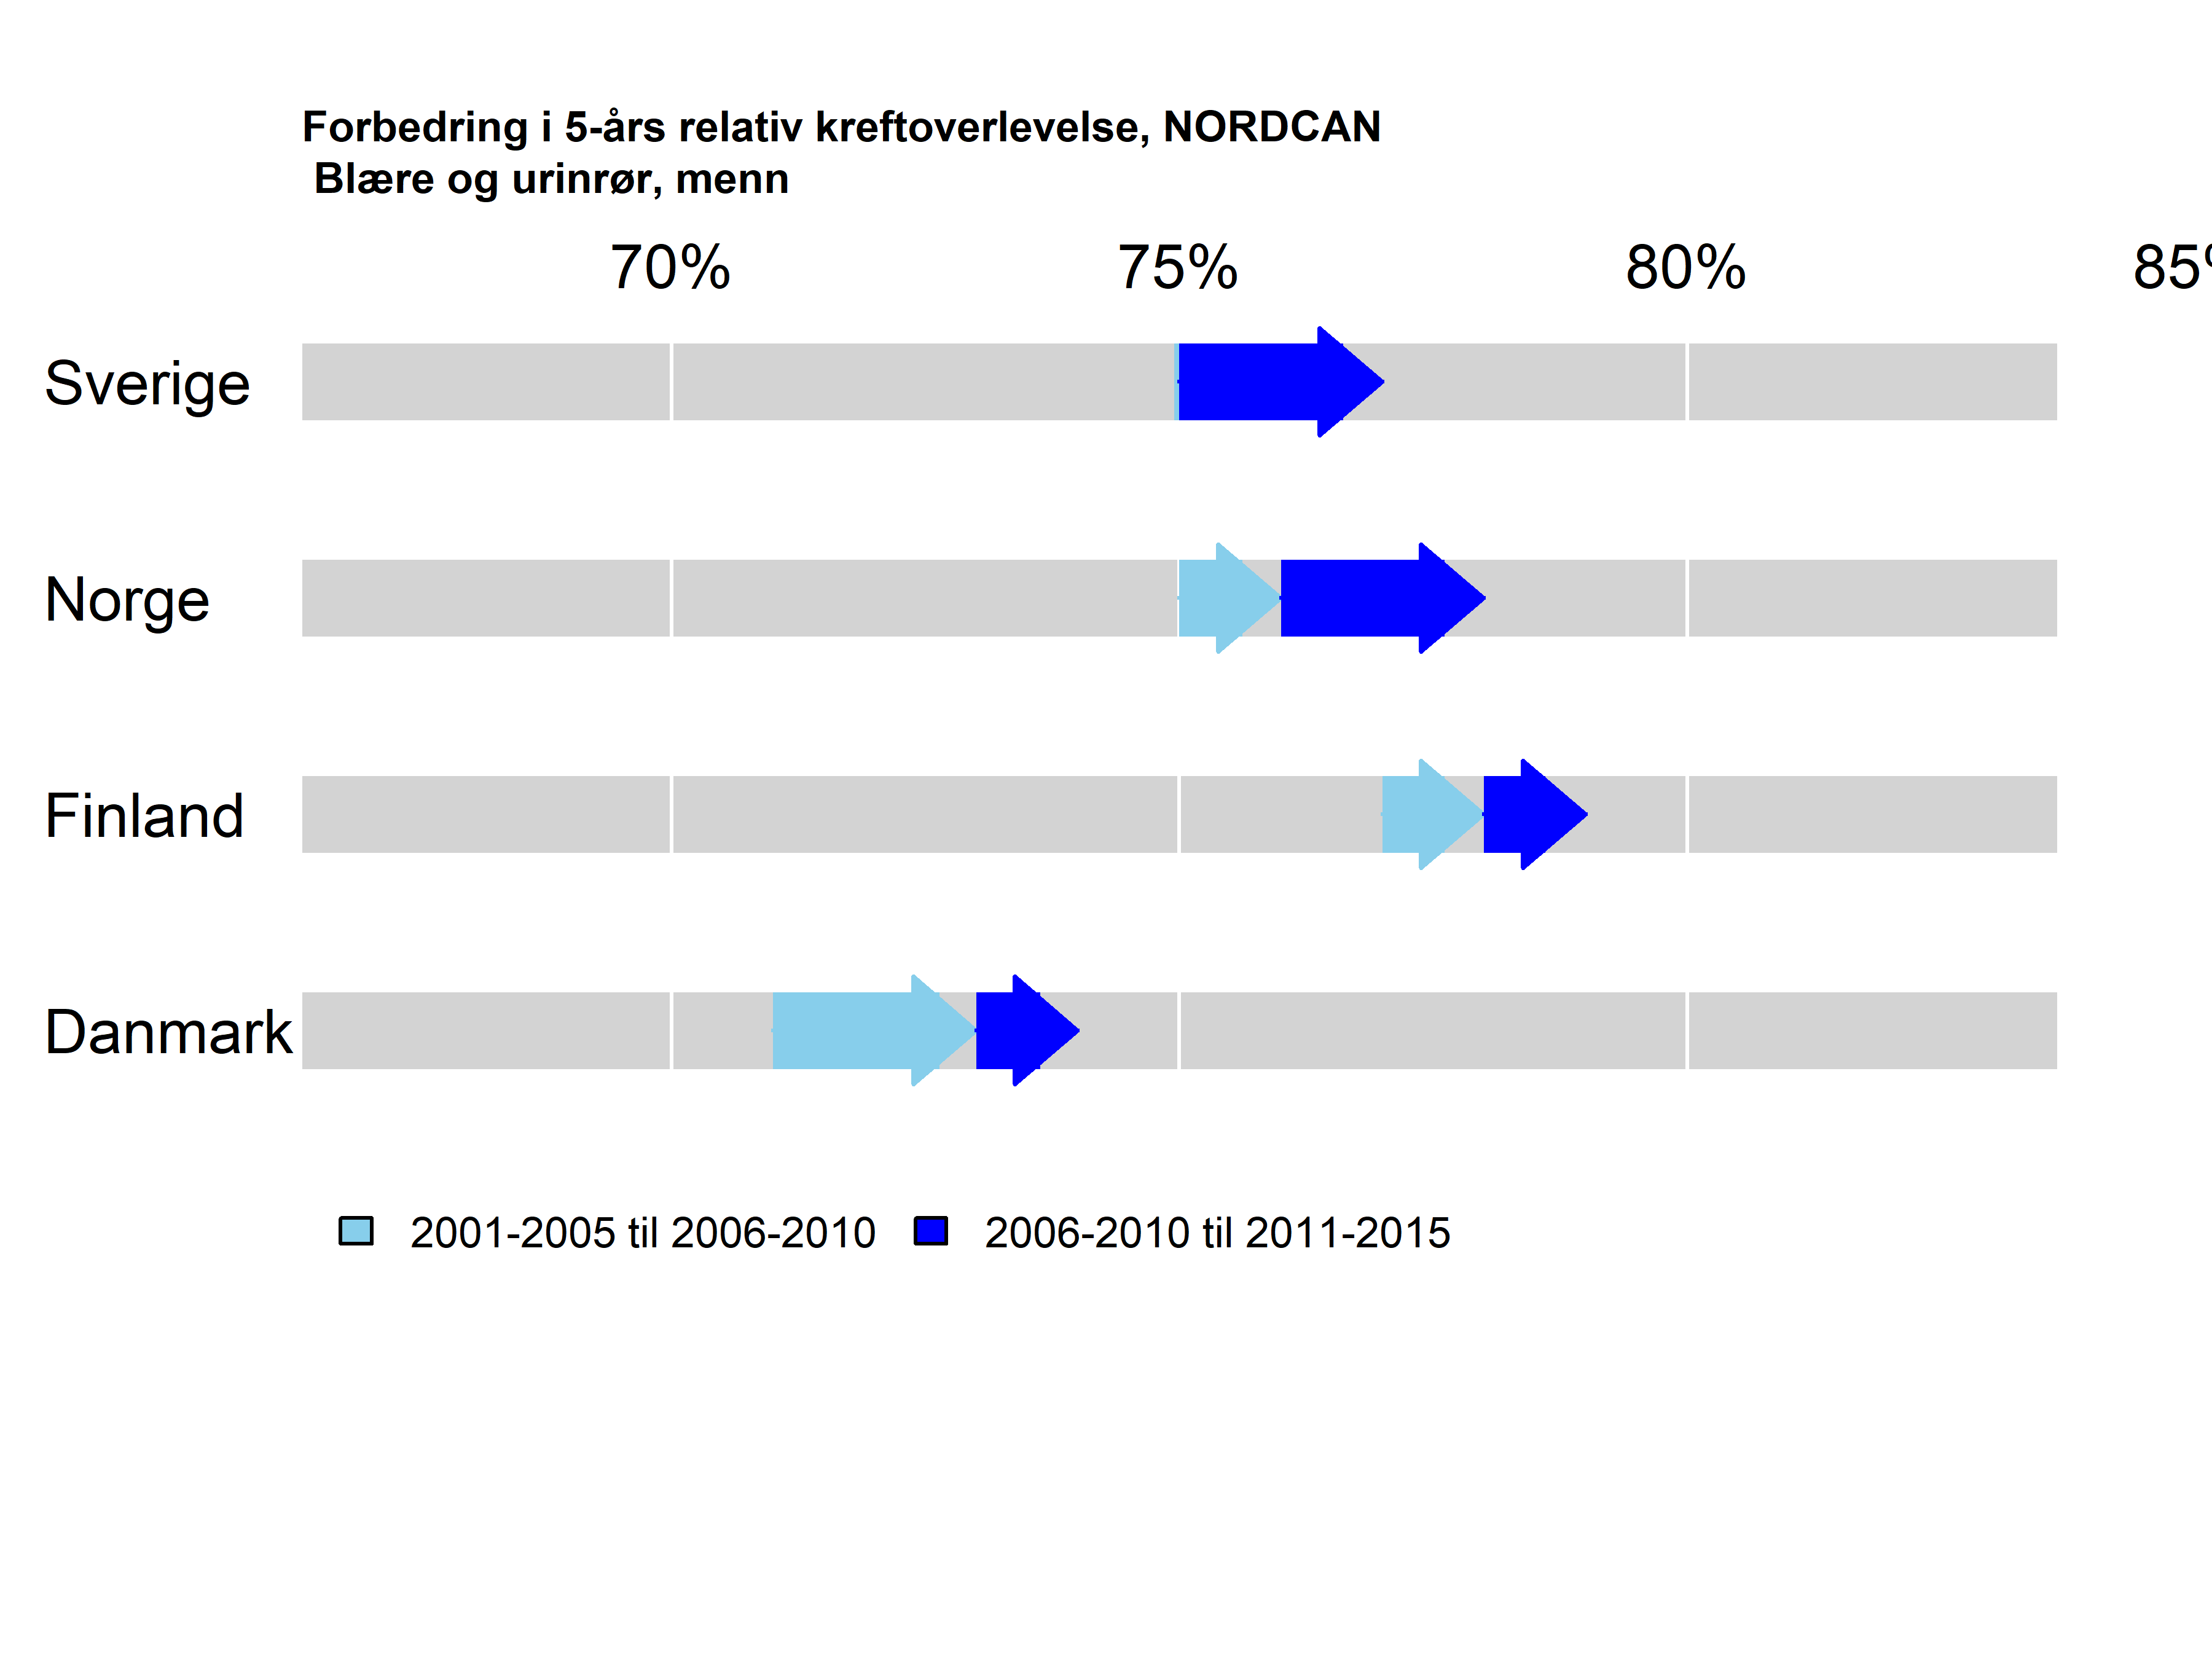 Forbedring i 5-års relativ kreftoverlevelse, NORDCAN
Blære og urinrør, menn
70% 75% 80% 85
Sverige
Norge
Finland
Danmark
2001-2005 til 2006-2010 2006-2010 til 2011-2015